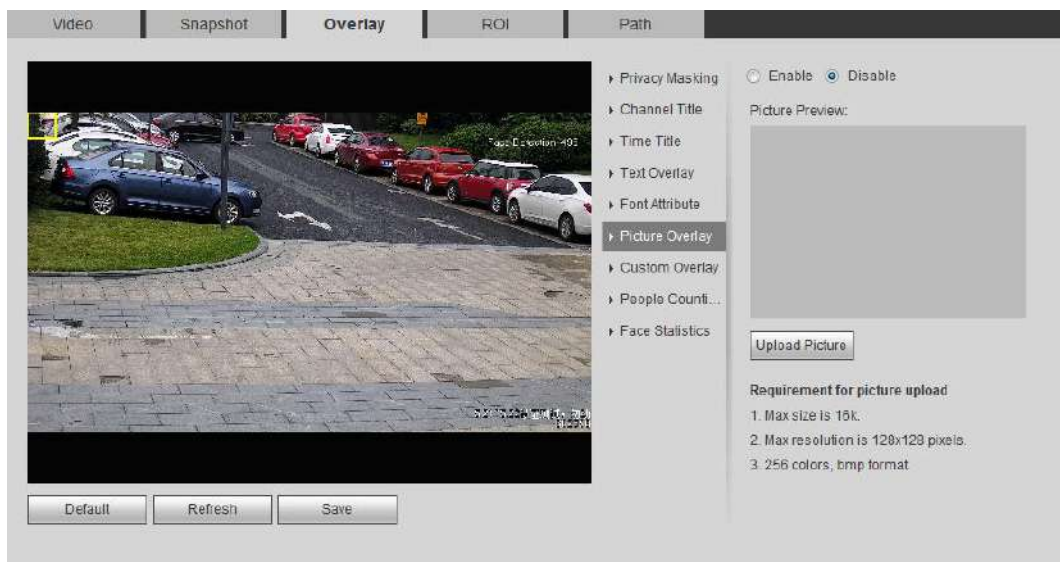 Video
Snapshot
Overlay
ROI
Path
Face Detection
Privacy Masking
Channel Title
Time Title
Text Overlay
Font Attribute
Picture Overlay
Custom Overlay
People Counti...
Face Statistics
Enable
Disable
Picture Preview:
Upload Picture
Requirement for picture upload
1. Max size is 16k.
2. Max resolution is 128x128 pixels.
3. 256 colors, bmp format
Default
Refresh
Save